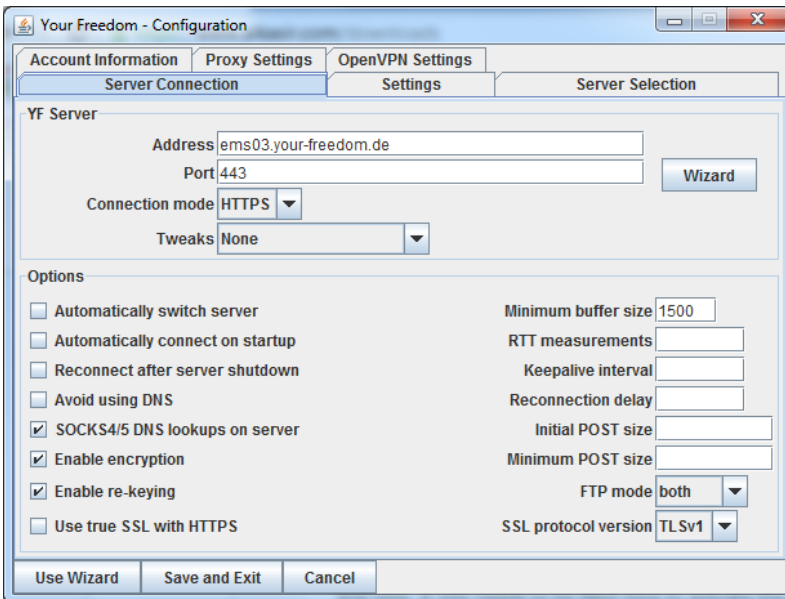 Your Freedom - Configuration
Account Information Proxy Settings OpenVPN Settings
Server Connection Settings Server Selection
YF Server
Address ems03.your-freedom.de
Port 443
Wizard
Connection mode HTTPS
Tweaks None
Options
Automatically switch server Minimum buffer size 1500
Automatically connect on startup RTT measurements
Reconnect after server shutdown Keepalive interval
Avoid using DNS Reconnection delay
SOCKS4/5 DNS lookups on server Initial POST size
Enable encryption Minimum POST size
Enable re-keying FTP mode both
Use true SSL with HTTPS SSL protocol version TLSv1
Use Wizard Save and Exit Cancel